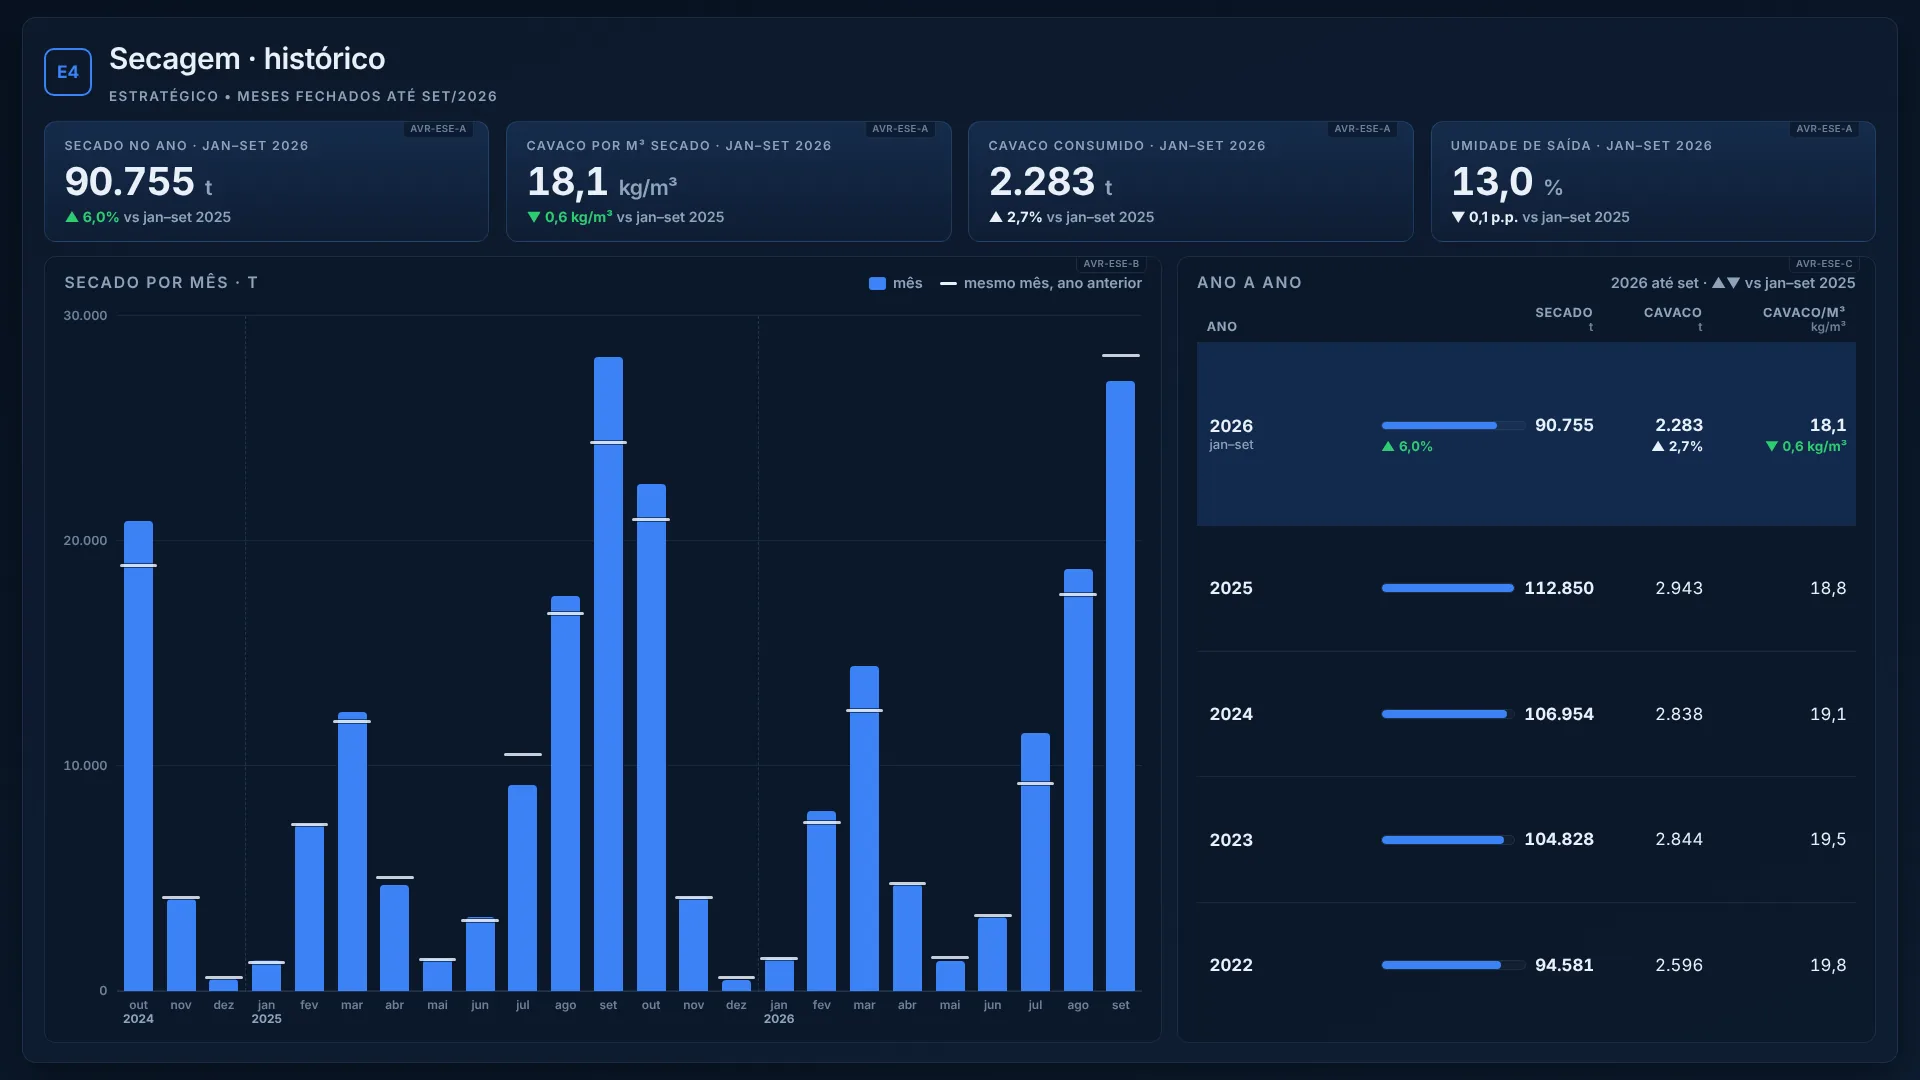 E4
Secagem · histórico
ESTRATÉGICO • MESES FECHADOS ATÉ SET/2026
AVR-ESE-A
SECADO NO ANO · JAN–SET 2026
90.755 t
▲ 6,0% vs jan–set 2025
AVR-ESE-A
CAVACO POR M³ SECADO · JAN–SET 2026
18,1 kg/m³
▼ 0,6 kg/m³ vs jan–set 2025
AVR-ESE-A
CAVACO CONSUMIDO · JAN–SET 2026
2.283 t
▲ 2,7% vs jan–set 2025
AVR-ESE-A
UMIDADE DE SAÍDA · JAN–SET 2026
13,0 %
▼ 0,1 p.p. vs jan–set 2025
AVR-ESE-B
SECADO POR MÊS · T
mês mesmo mês, ano anterior
30.000
20.000
10.000
0
out nov dez jan fev mar abr mai jun jul ago set out nov dez jan fev mar abr mai jun jul ago set
2024 2025 2026
AVR-ESE-C
ANO A ANO
2026 até set · ▲▼ vs jan–set 2025
ANO SECADO CAVACO CAVACO/M³
t t kg/m³
2026 90.755 2.283 18,1
jan–set ▲ 6,0% ▲ 2,7% ▼ 0,6 kg/m³
2025 112.850 2.943 18,8
2024 106.954 2.838 19,1
2023 104.828 2.844 19,5
2022 94.581 2.596 19,8